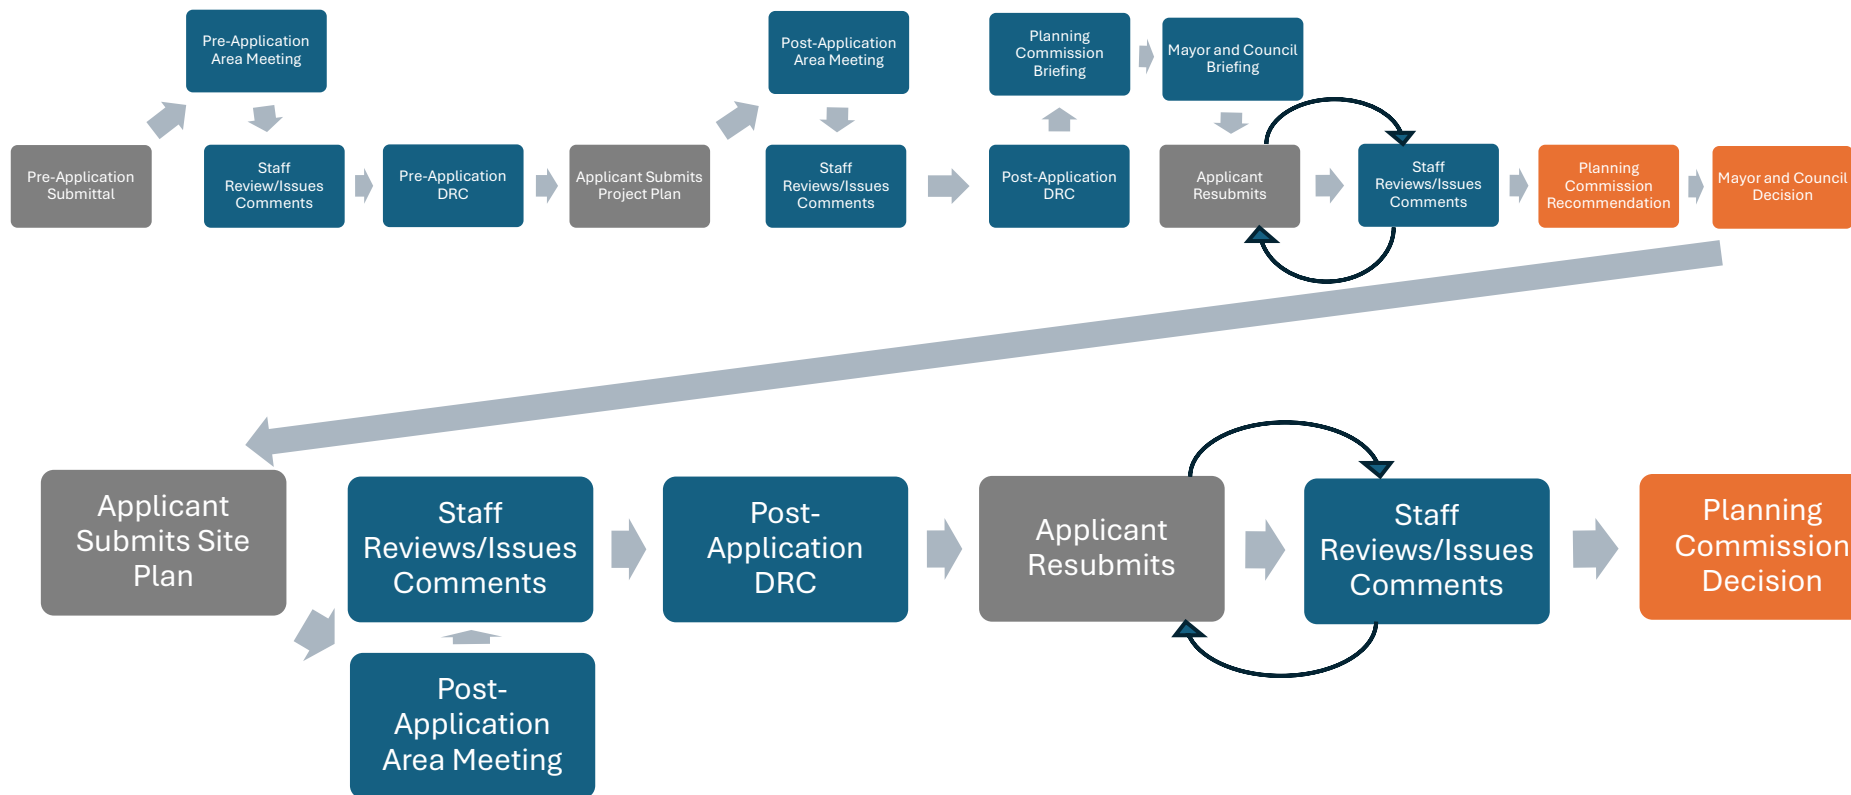 Pre-Application
Area Meeting
Post-Application
Area Meeting
Planning
Commission
Briefing
Mayor and Council
Briefing
Pre-Application
Submittal
Staff
Review/Issues
Comments
Pre-Application
DRC
Applicant Submits
Project Plan
Staff
Reviews/Issues
Comments
Post-Application
DRC
Applicant
Resubmits
Staff
Reviews/Issues
Comments
Planning
Commission
Recommendation
Mayor and Council
Decision
Applicant
Submits Site
Plan
Staff
Reviews/Issues
Comments
Post-
Application
DRC
Applicant
Resubmits
Staff
Reviews/Issues
Comments
Planning
Commission
Decision
Post-
Application
Area Meeting